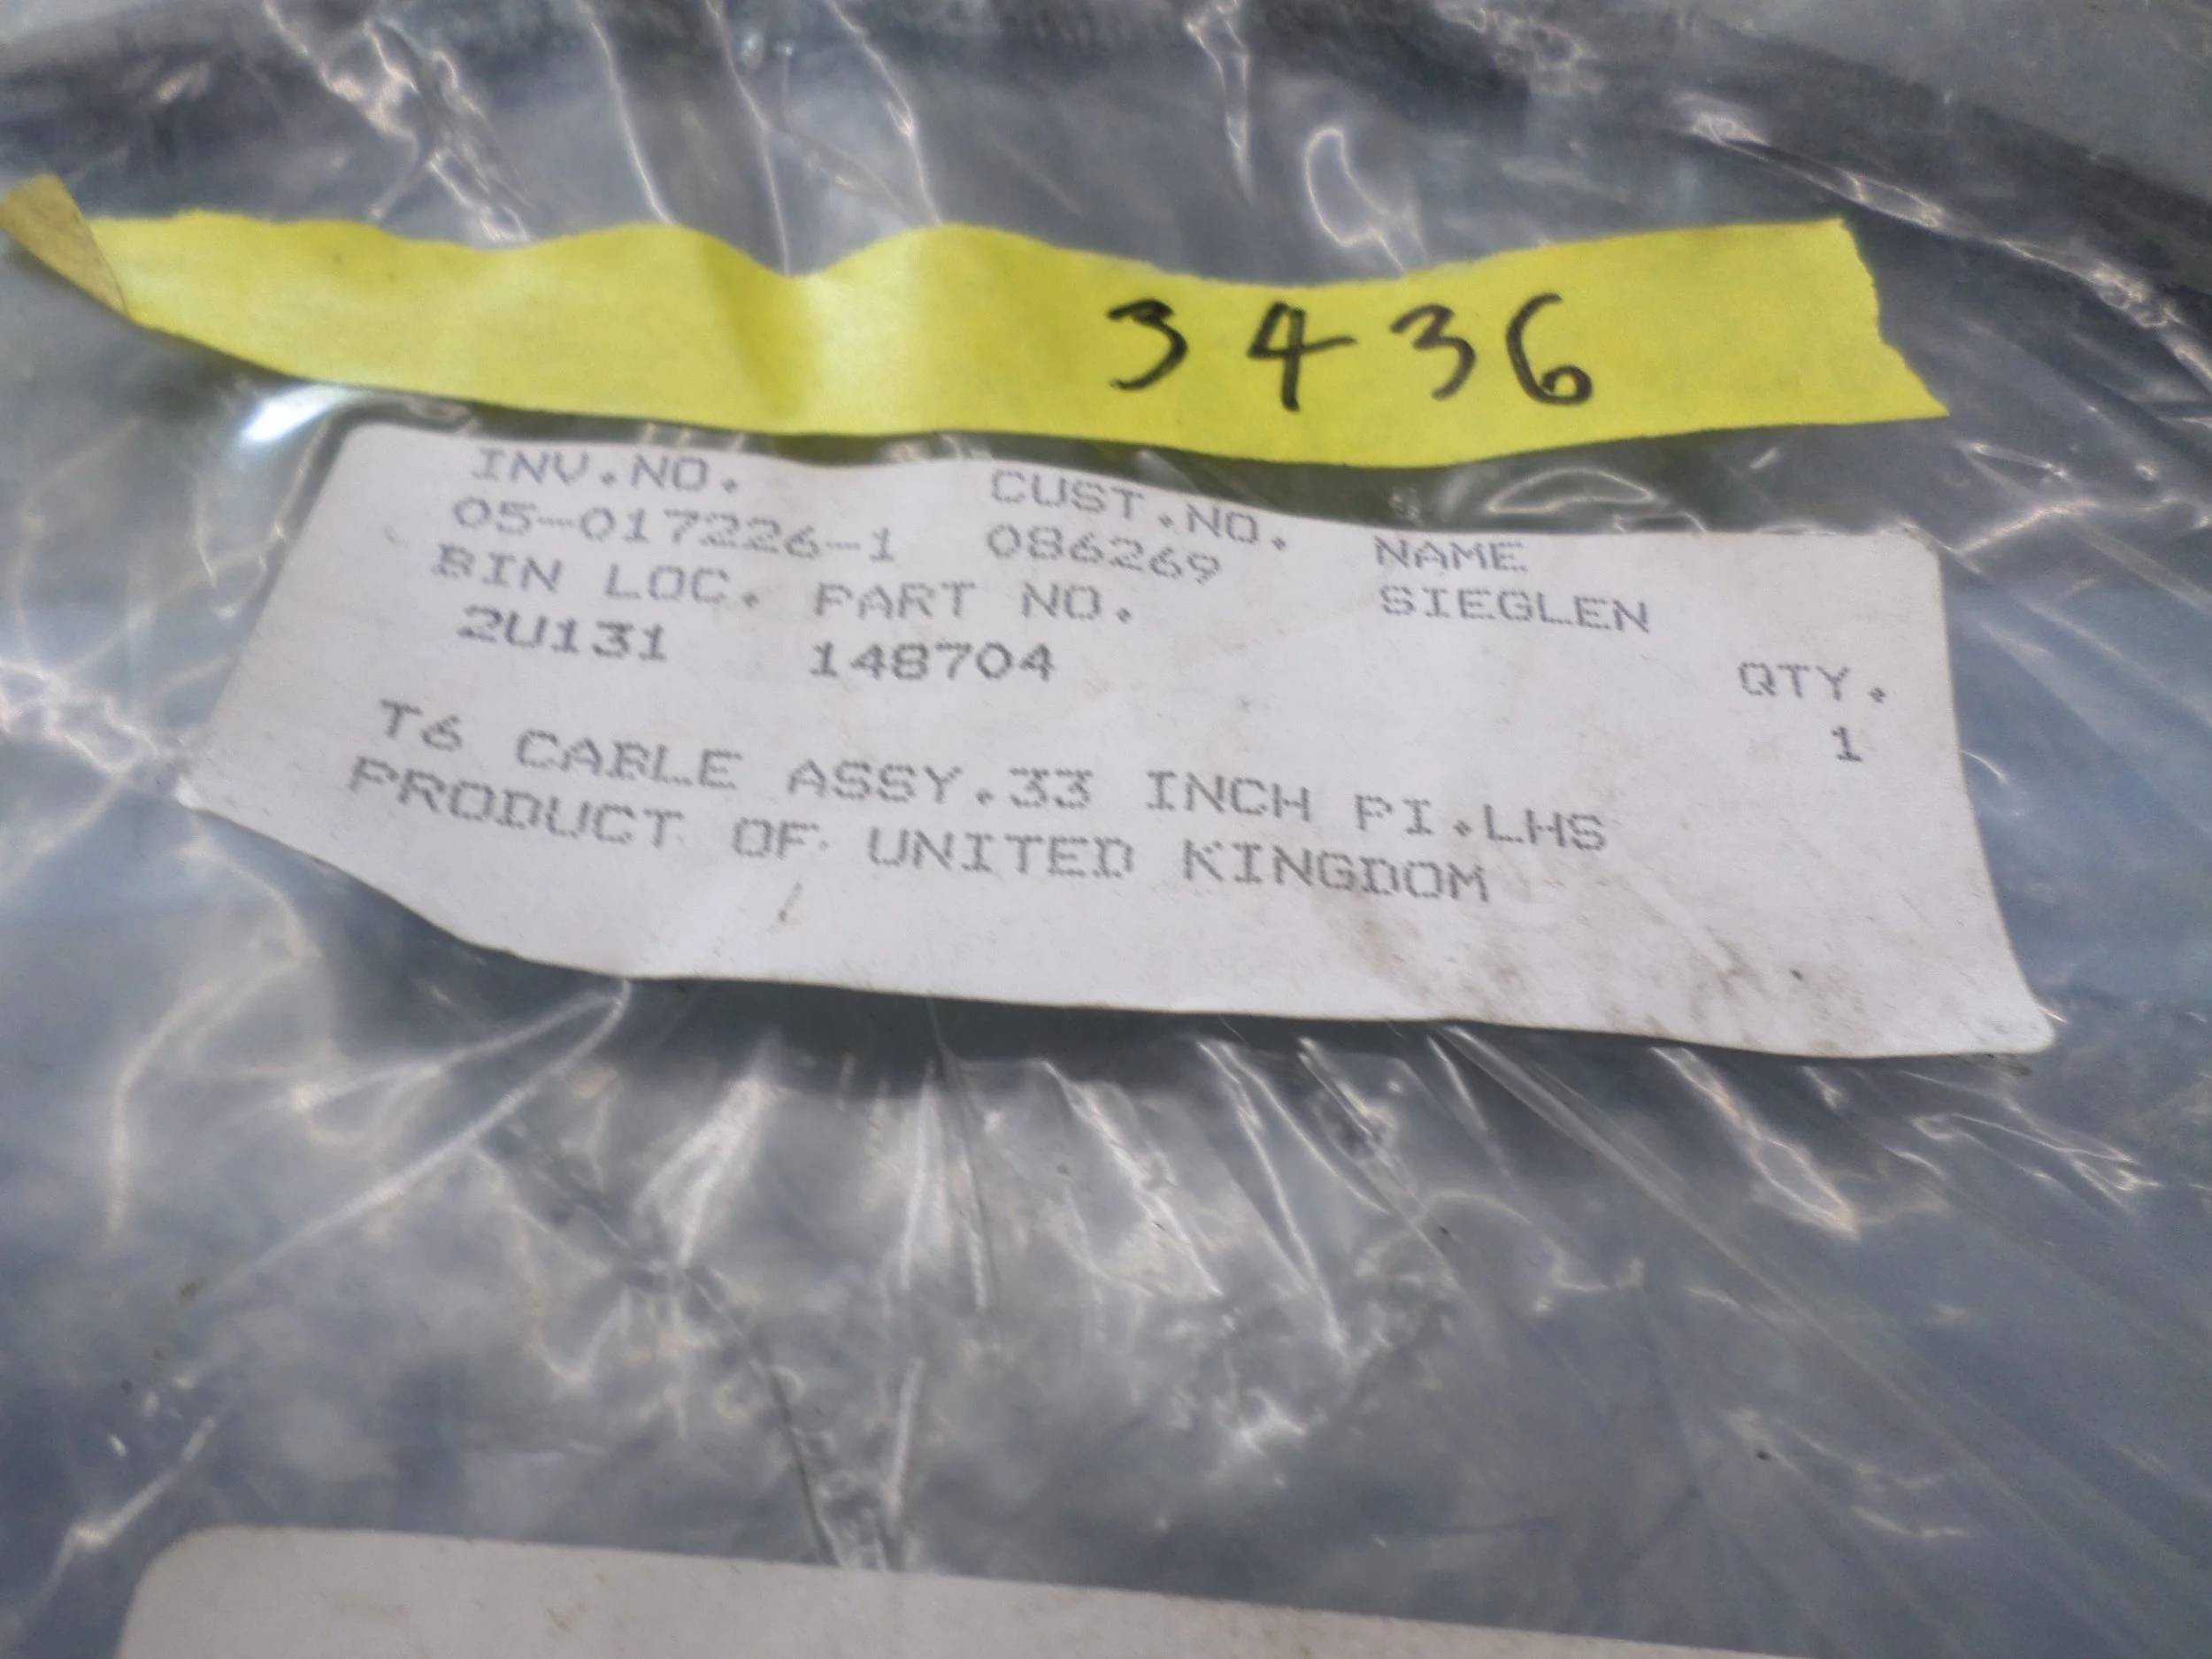 3436
INV.NO. CUST.NO. NAME
05-017226-1 086269 SIEGLEN
BIN LOC. PART NO. QTY.
2U131 148704 1
T6 CABLE ASSY.33 INCH PI.LHS
PRODUCT OF UNITED KINGDOM